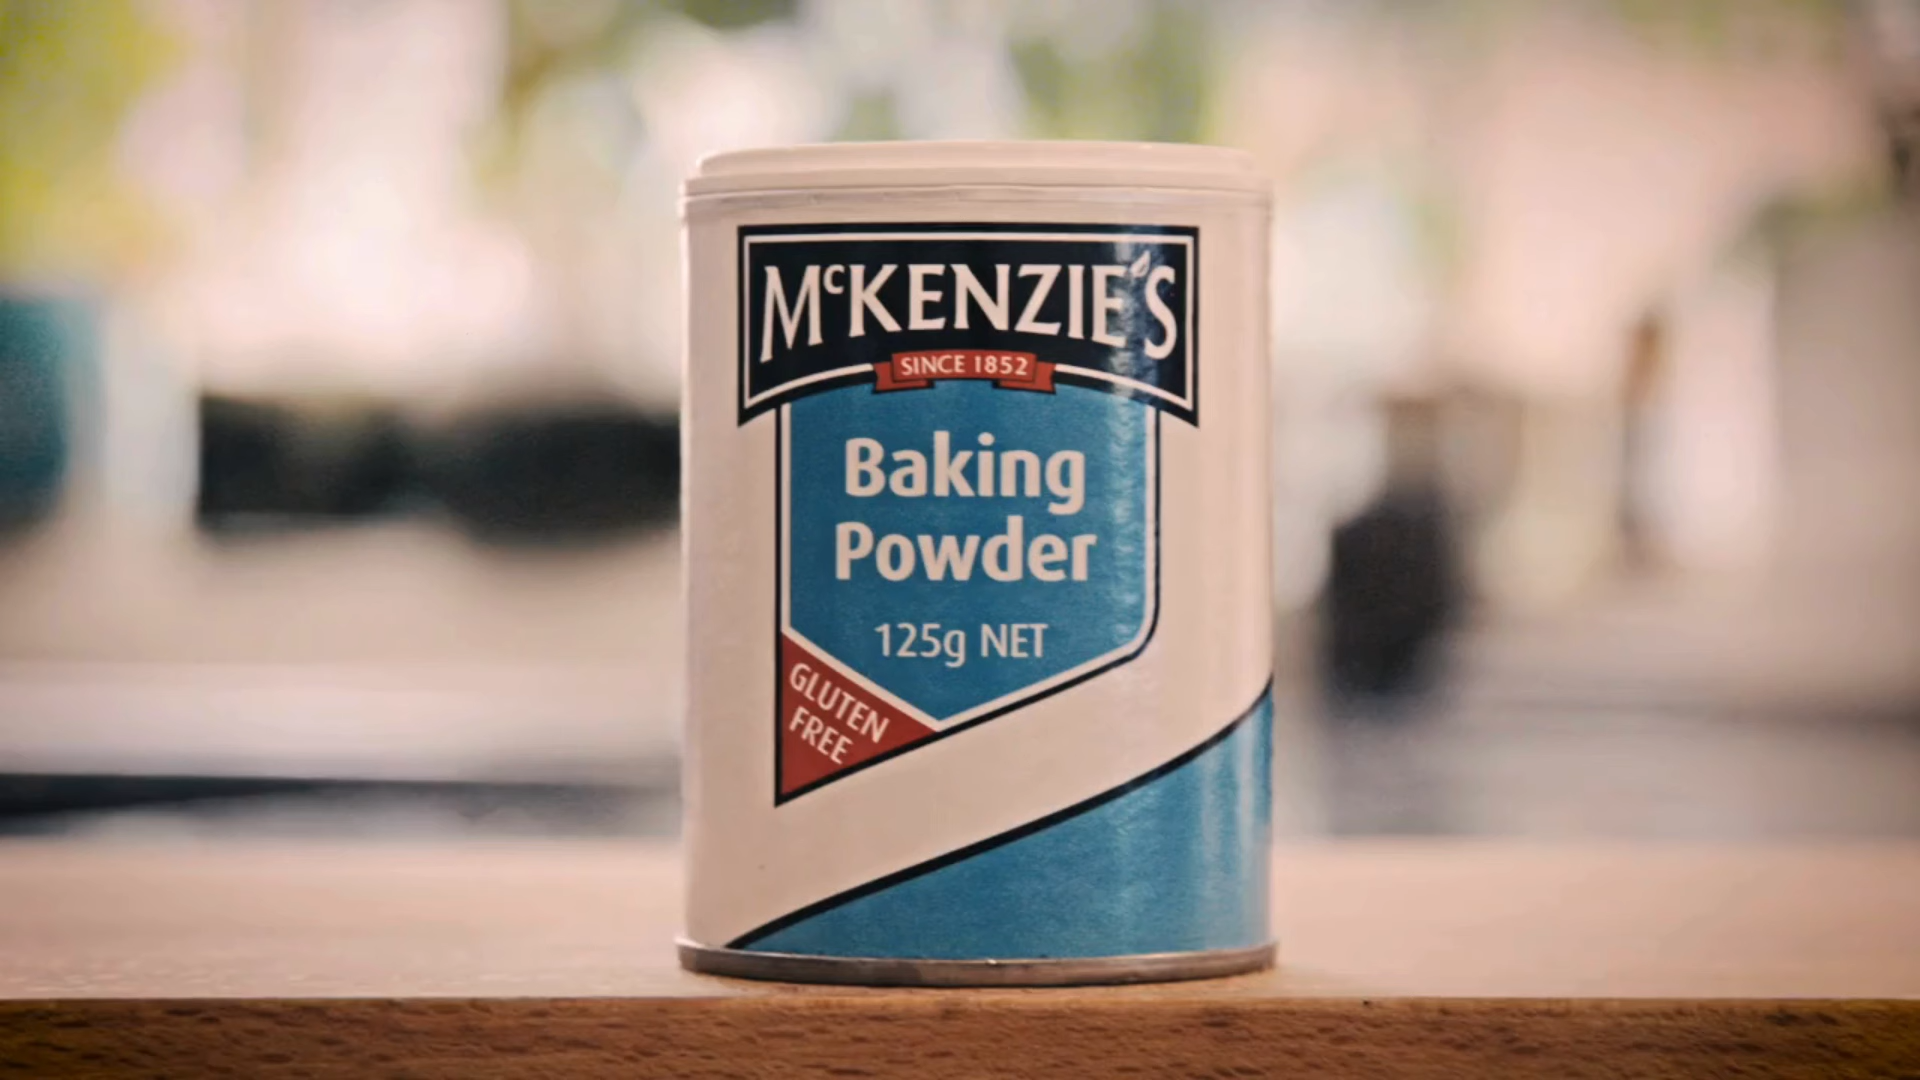 McKENZIE'S
SINCE 1852
Baking
Powder
125g NET
GLUTEN
FREE